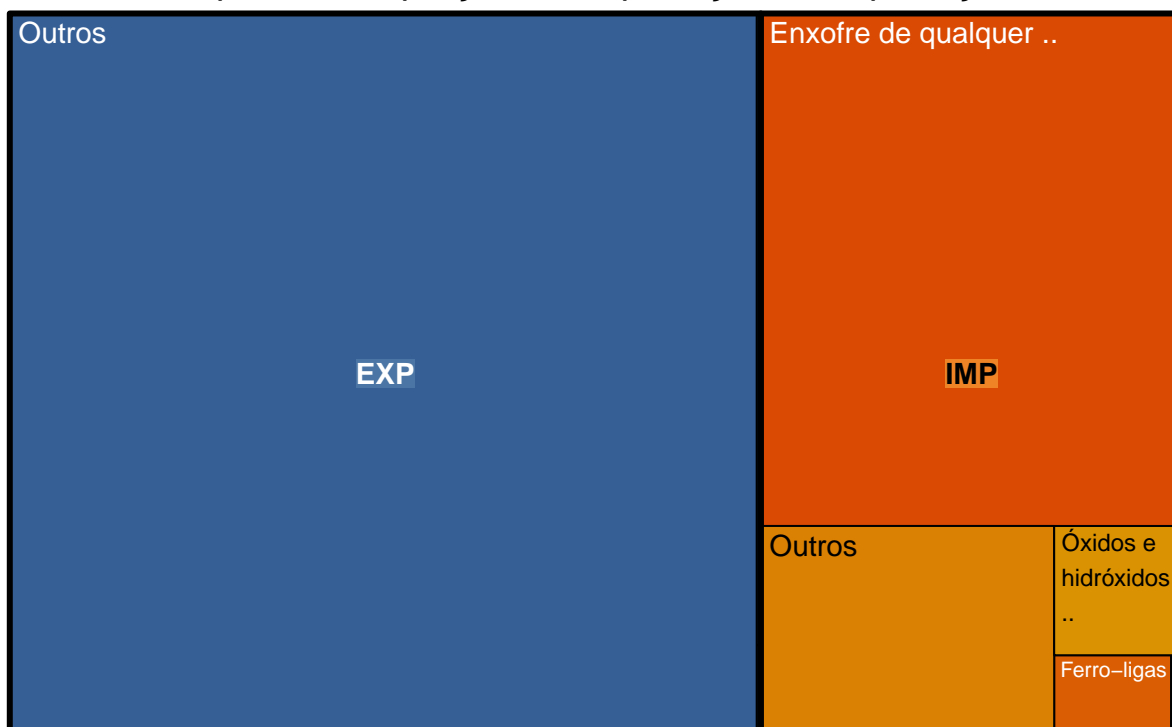 Outros
EXP
Enxofre de qualquer ..
IMP
Outros
Óxidos e
hidróxidos
..
Ferro−ligas